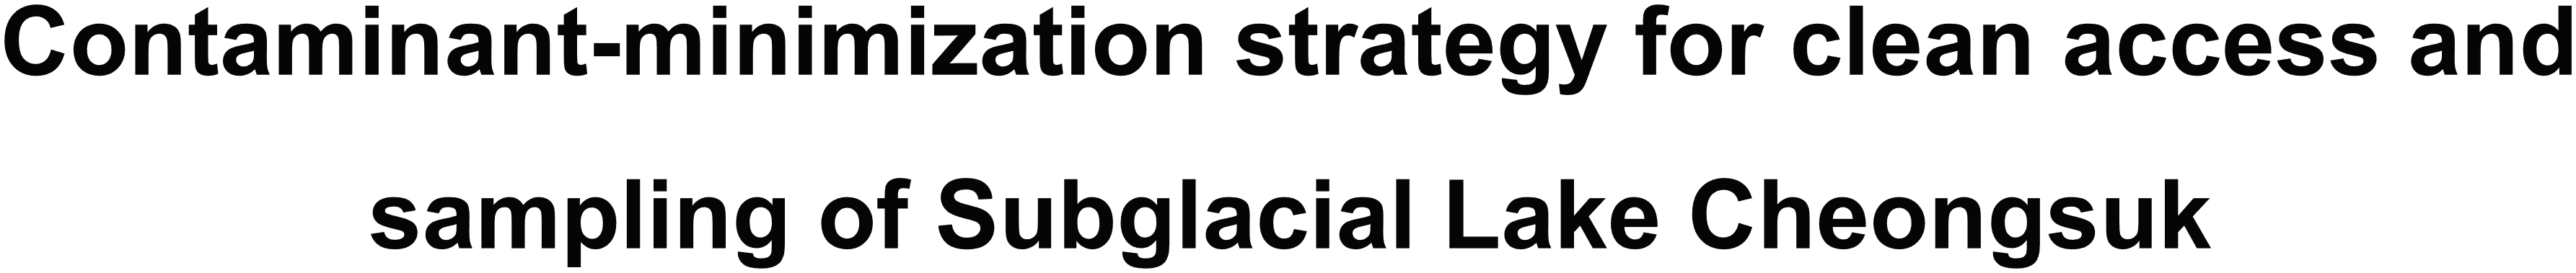 Contaminant-minimization strategy for clean access and
sampling of Subglacial Lake Cheongsuk